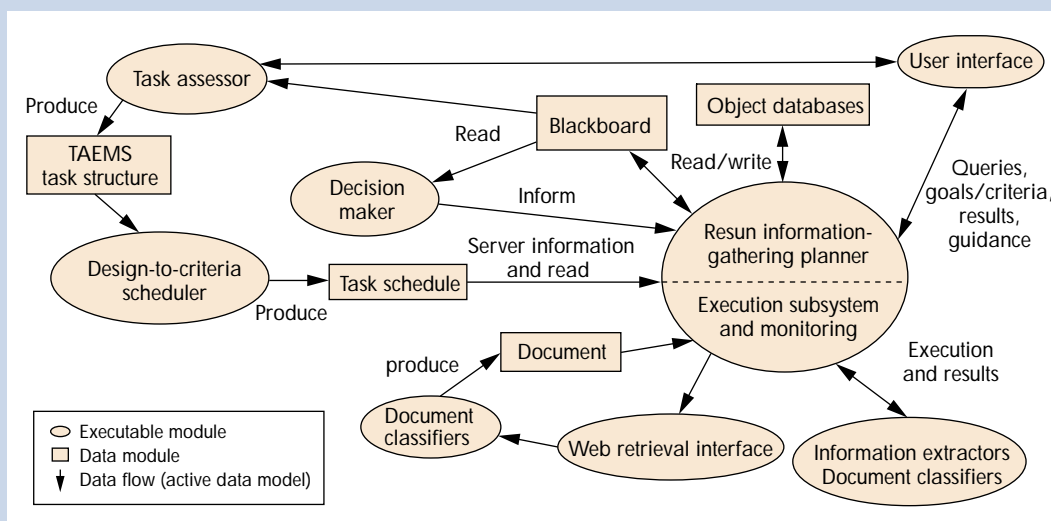 Task assessor
User interface
Produce
Object databases
TAEMS
task structure
Read
Blackboard
Read/write
Decision
maker
Inform
Queries,
goals/criteria,
results,
guidance
Resun information-
gathering planner
Design-to-criteria
scheduler
Server information
and read
Task schedule
Produce
Execution subsystem
and monitoring
Document
produce
Execution
and results
Document
classifiers
Web retrieval interface
Information extractors
Document classifiers
Executable module
Data module
Data flow (active data model)